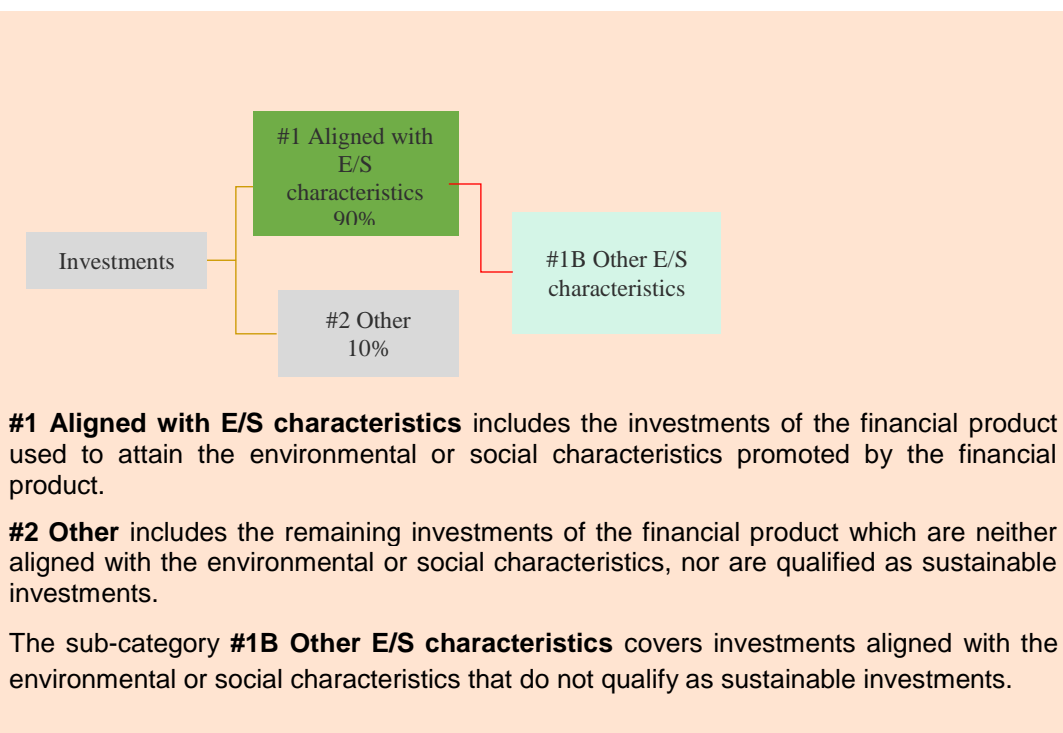 #1 Aligned with
E/S
characteristics
90%
Investments
#1B Other E/S
characteristics
#2 Other
10%
#1 Aligned with E/S characteristics includes the investments of the financial product
used to attain the environmental or social characteristics promoted by the financial
product.
#2 Other includes the remaining investments of the financial product which are neither
aligned with the environmental or social characteristics, nor are qualified as sustainable
investments.
The sub-category #1B Other E/S characteristics covers investments aligned with the
environmental or social characteristics that do not qualify as sustainable investments.